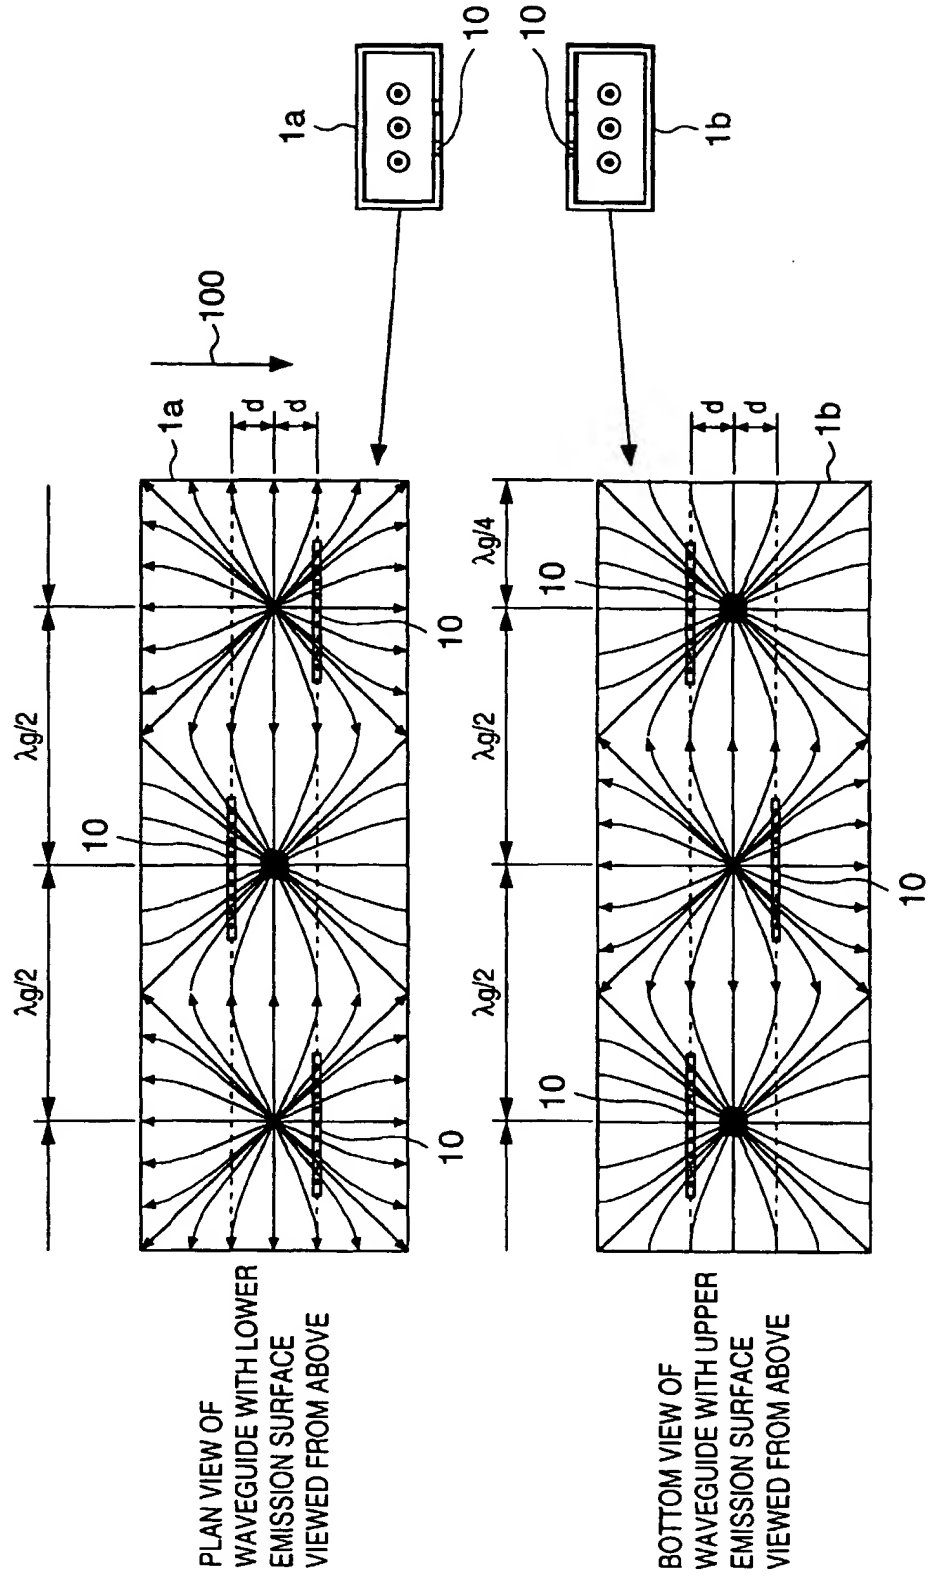 PLAN VIEW OF
WAVEGUIDE WITH LOWER
EMISSION SURFACE
VIEWED FROM ABOVE
λg/2
λg/2
10
10
10
1a
d
d
100
1a
10
BOTTOM VIEW OF
WAVEGUIDE WITH UPPER
EMISSION SURFACE
VIEWED FROM ABOVE
λg/2
λg/2
λg/4
10
10
10
1b
d
d
10
1b